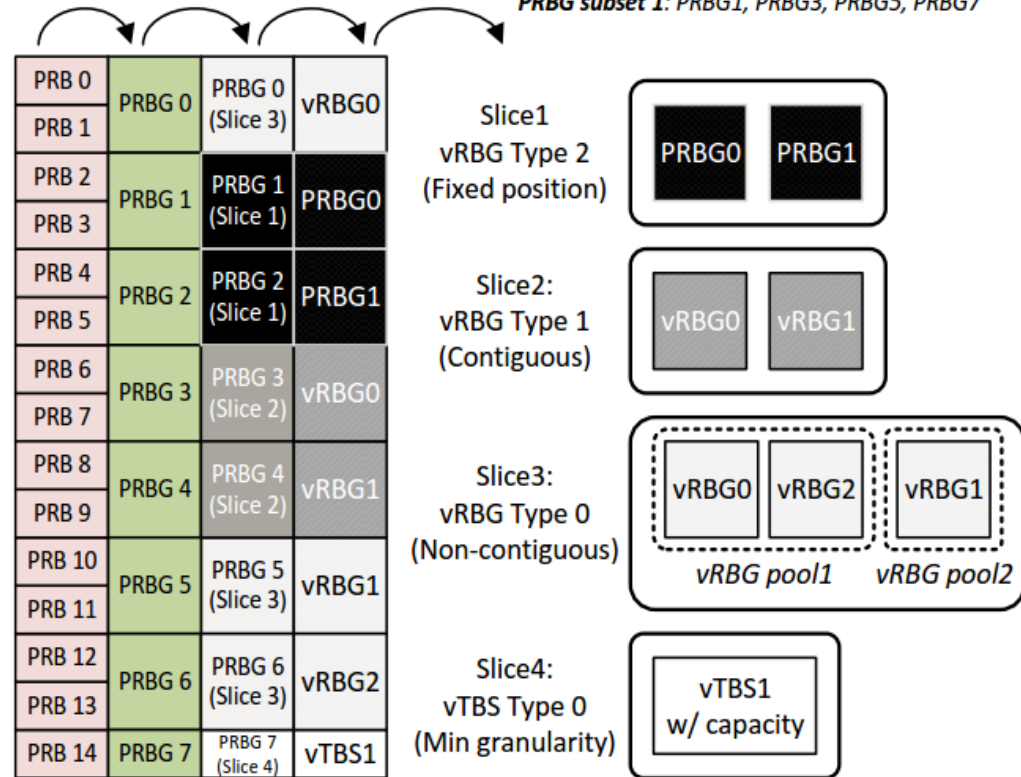 PRBG subset 1: PRBG1, PRBG3, PRBG5, PRBG7
PRB 0
PRB 1
PRB 2
PRB 3
PRB 4
PRB 5
PRB 6
PRB 7
PRB 8
PRB 9
PRB 10
PRB 11
PRB 12
PRB 13
PRB 14
PRBG 0
PRBG 1
PRBG 2
PRBG 3
PRBG 4
PRBG 5
PRBG 6
PRBG 7
PRBG 0
(Slice 3)
PRBG 1
(Slice 1)
PRBG 2
(Slice 1)
PRBG 3
(Slice 2)
PRBG 4
(Slice 2)
PRBG 5
(Slice 3)
PRBG 6
(Slice 3)
PRBG 7
(Slice 4)
vRBG0
PRBG0
PRBG1
vRBG0
vRBG1
vRBG1
vRBG2
vTBS1
Slice1
vRBG Type 2
(Fixed position)
PRBG0 PRBG1
Slice2:
vRBG Type 1
(Contiguous)
vRBG0 vRBG1
Slice3:
vRBG Type 0
(Non-contiguous)
vRBG0 vRBG2 vRBG1
vRBG pool1 vRBG pool2
Slice4:
vTBS Type 0
(Min granularity)
vTBS1
w/ capacity